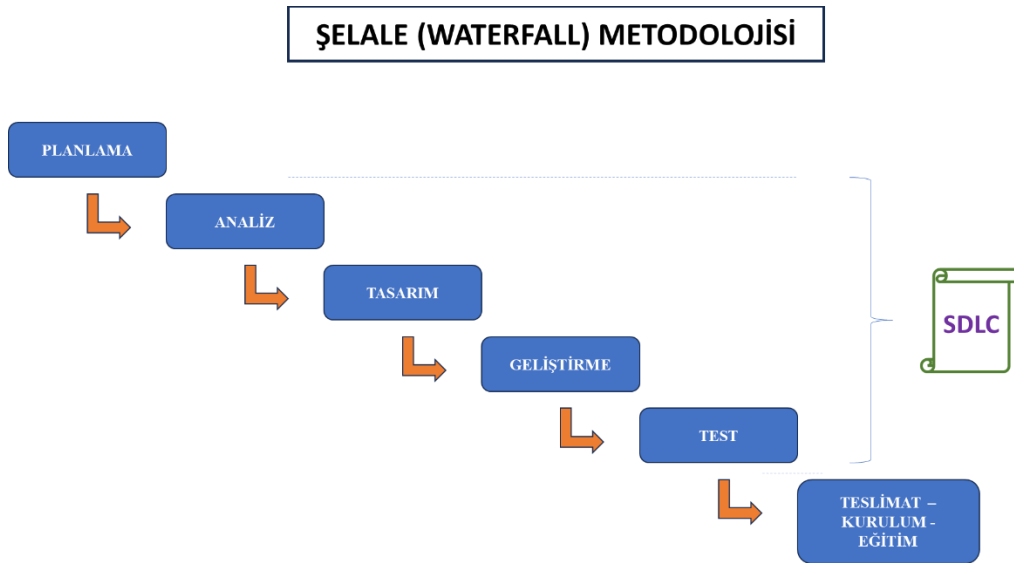 ŞELALE (WATERFALL) METODOLOJİSİ
PLANLAMA
ANALİZ
TASARIM
SDLC
GELİŞTİRME
TEST
TESLİMAT –
KURULUM -
EĞİTİM